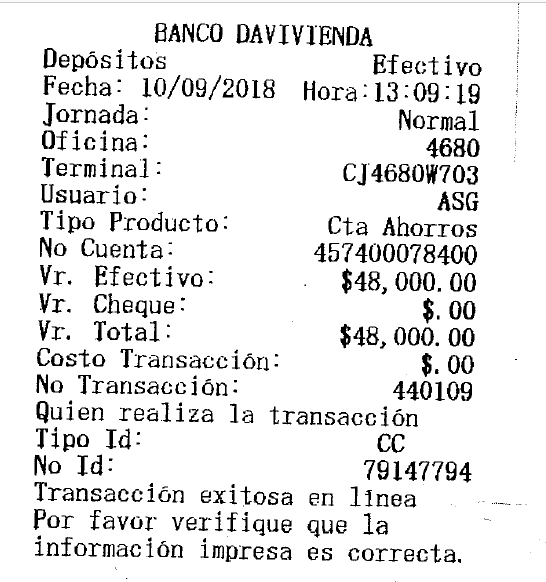 BANCO DAVIVIENDA
Depósitos Efectivo
Fecha: 10/09/2018 Hora:13:09:19
Jornada: Normal
Oficina: 4680
Terminal: CJ4680W703
Usuario: ASG
Tipo Producto: Cta Ahorros
No Cuenta: 457400078400
Vr. Efectivo: $48,000.00
Vr. Cheque: $.00
Vr. Total: $48,000.00
Costo Transacción: $.00
No Transacción: 440109
Quien realiza la transacción
Tipo Id: CC
No Id: 79147794
Transacción exitosa en línea
Por favor verifique que la
información impresa es correcta.